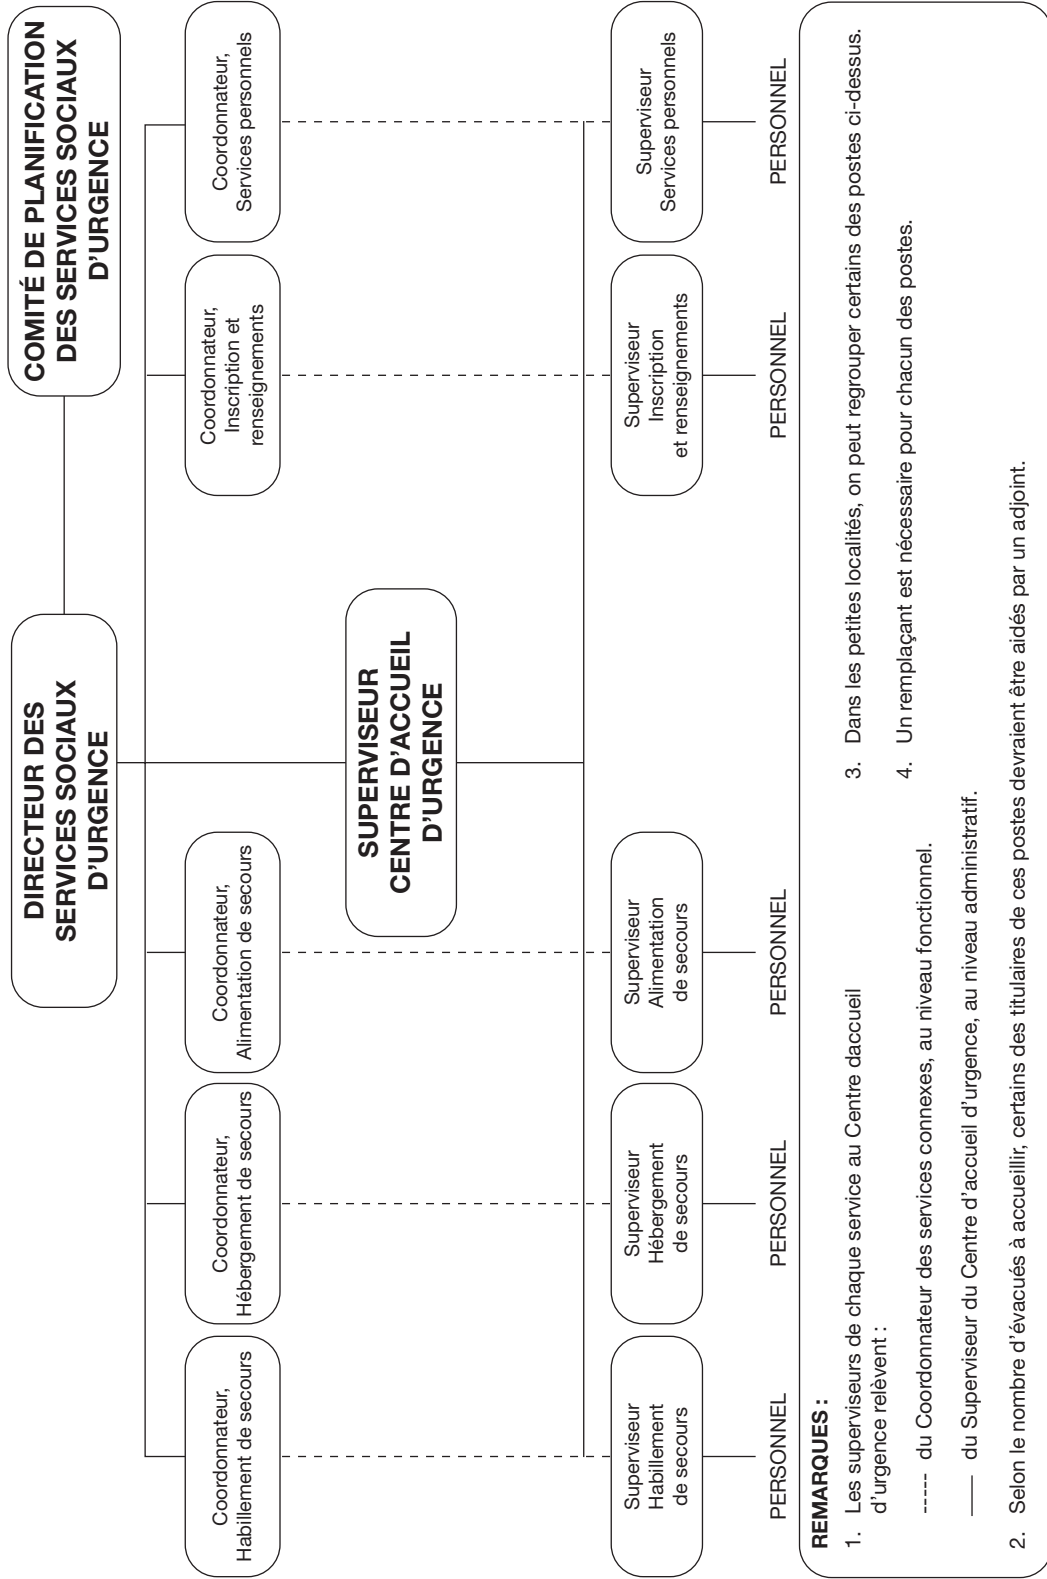 DIRECTEUR DES
SERVICES SOCIAUX
D'URGENCE
COMITÉ DE PLANIFICATION
DES SERVICES SOCIAUX
D'URGENCE
Coordonnateur,
Habillement de secours
Coordonnateur,
Hébergement de secours
Coordonnateur,
Alimentation de secours
Coordonnateur,
Inscription et
renseignements
Coordonnateur,
Services personnels
SUPERVISEUR
CENTRE D'ACCUEIL
D'URGENCE
Superviseur
Habillement
de secours
Superviseur
Hébergement
de secours
Superviseur
Alimentation
de secours
Superviseur
Inscription
et renseignements
Superviseur
Services personnels
PERSONNEL
PERSONNEL
PERSONNEL
PERSONNEL
PERSONNEL
REMARQUES :
1. Les superviseurs de chaque service au Centre daccueil
d'urgence relèvent :
----- du Coordonnateur des services connexes, au niveau fonctionnel.
—— du Superviseur du Centre d'accueil d'urgence, au niveau administratif.
2. Selon le nombre d'évacués à accueillir, certains des titulaires de ces postes devraient être aidés par un adjoint.
3. Dans les petites localités, on peut regrouper certains des postes ci-dessus.
4. Un remplaçant est nécessaire pour chacun des postes.